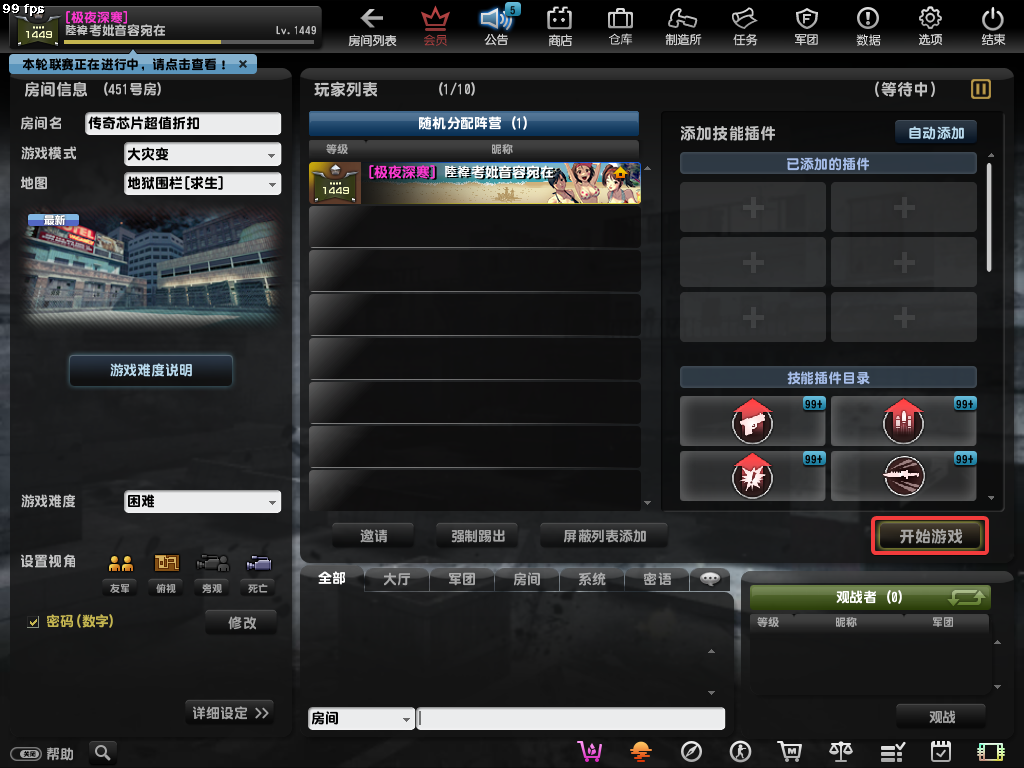 99 fps
1449
[极夜深寒]
陸褘耉妣音容宛在
Lv. 1449
房间列表
会员
5
公告
商店
仓库
制造所
任务
军团
数据
选项
结束
本轮联赛正在进行中，请点击查看！ ×
房间信息 (451号房)
房间名 传奇芯片超值折扣
游戏模式 大灾变
地图 地狱围栏[求生]
最新
HOTEL
游戏难度说明
游戏难度 困难
设置视角
友军 俯视 旁观 死亡
密码(数字)
修改
详细设定 >>
玩家列表 (1/10) (等待中)
随机分配阵营 (1)
等级 昵称
1449
[极夜深寒] 陸褘耉妣音容宛在
添加技能插件 自动添加
已添加的插件
技能插件目录
99+ 99+
99+ 99+
邀请 强制踢出 屏蔽列表添加
开始游戏
全部 大厅 军团 房间 系统 密语
房间
观战者 (0)
等级 昵称 军团
观战
关闭 帮助